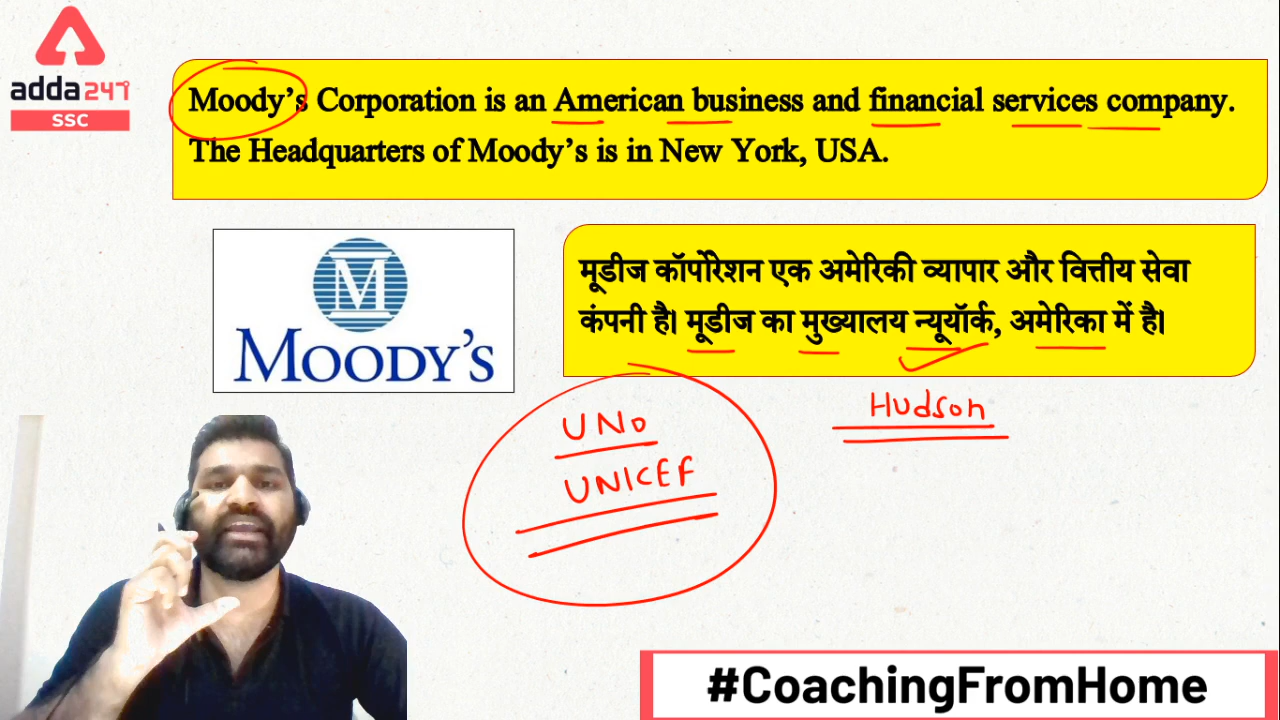 adda247
SSC
Moody's Corporation is an American business and financial services company.
The Headquarters of Moody's is in New York, USA.
M
MOODY'S
मूडीज कॉर्पोरेशन एक अमेरिकी व्यापार और वित्तीय सेवा
कंपनी है। मूडीज का मुख्यालय न्यूयॉर्क, अमेरिका में है।
Hudson
UNO
UNICEF
#CoachingFromHome